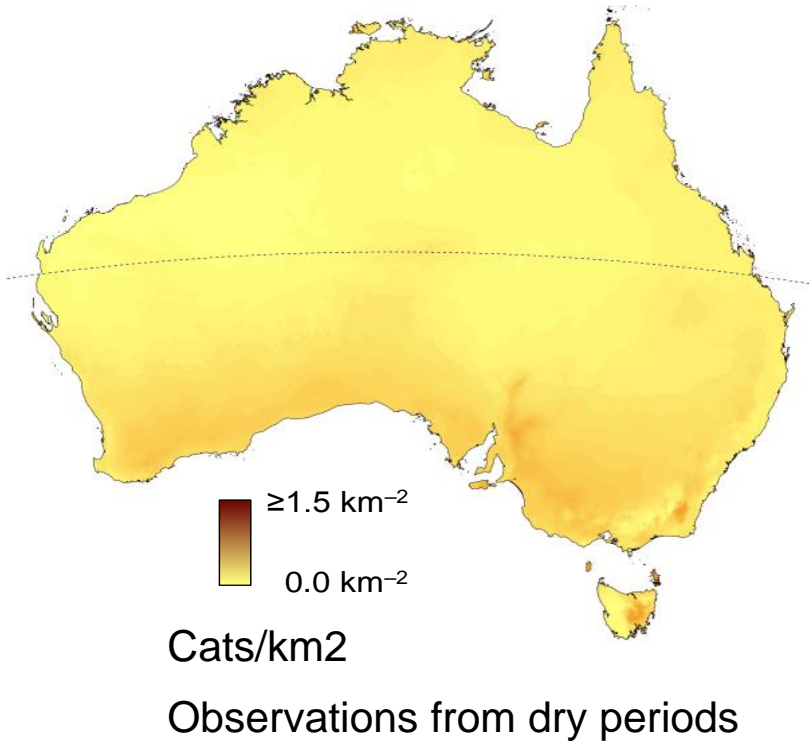 ≥1.5 km⁻²
0.0 km⁻²
Cats/km2
Observations from dry periods